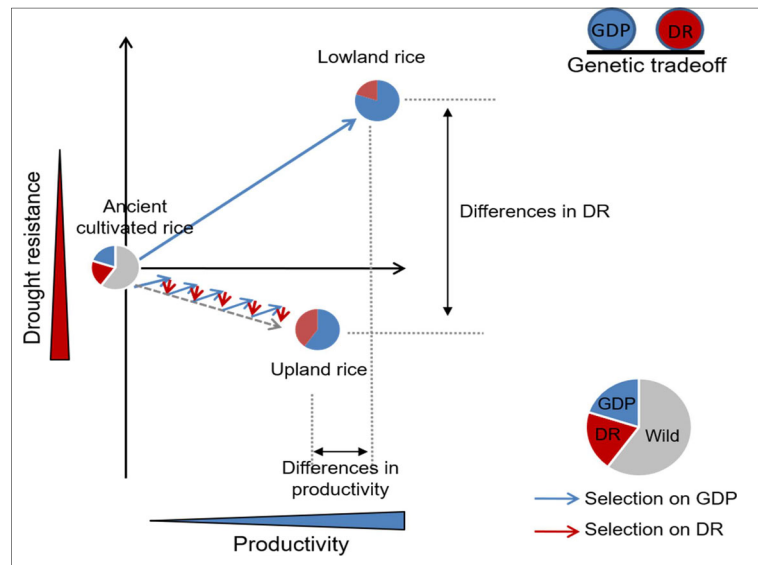 GDP DR
Genetic tradeoff
Lowland rice
Ancient
cultivated rice
Differences in DR
Drought resistance
Upland rice
GDP
DR
Wild
Differences in
productivity
Selection on GDP
Selection on DR
Productivity